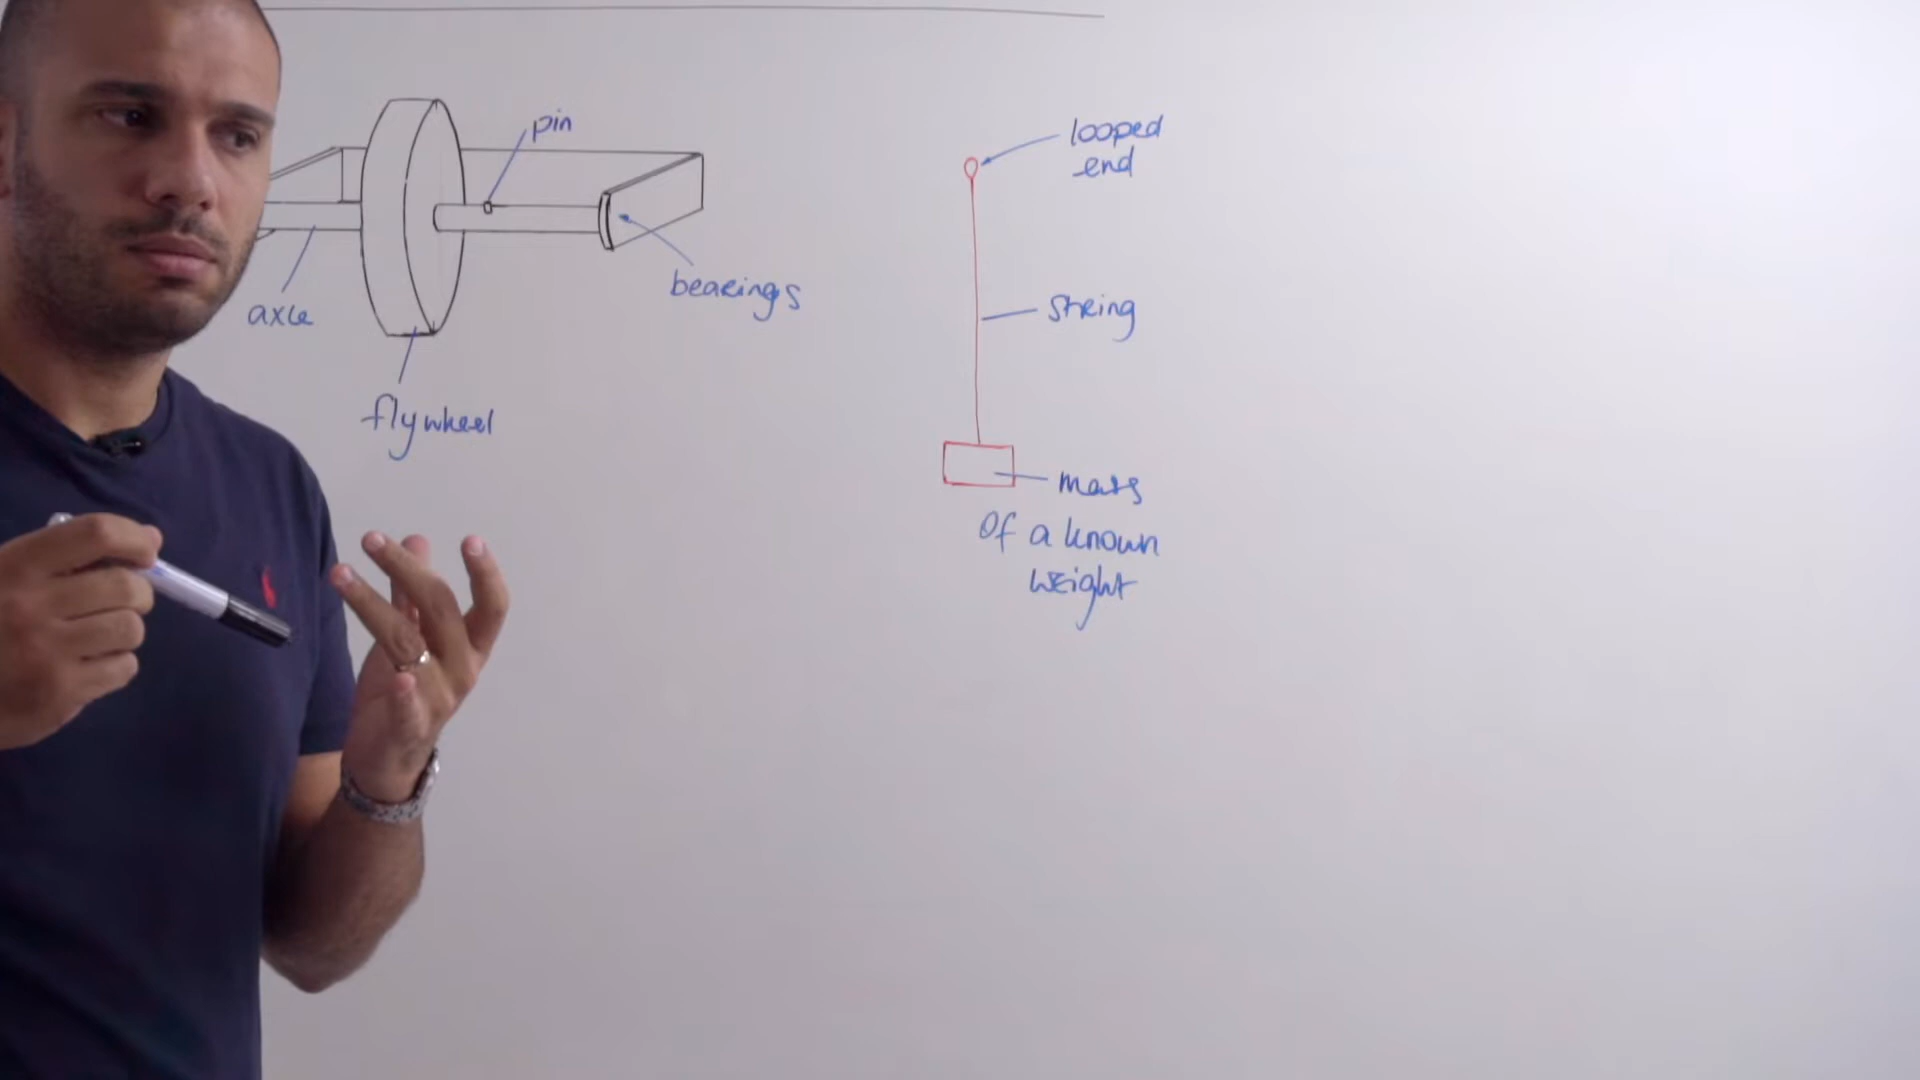 pin
bearings
axle
flywheel
looped
end
string
mass
Of a known
weight